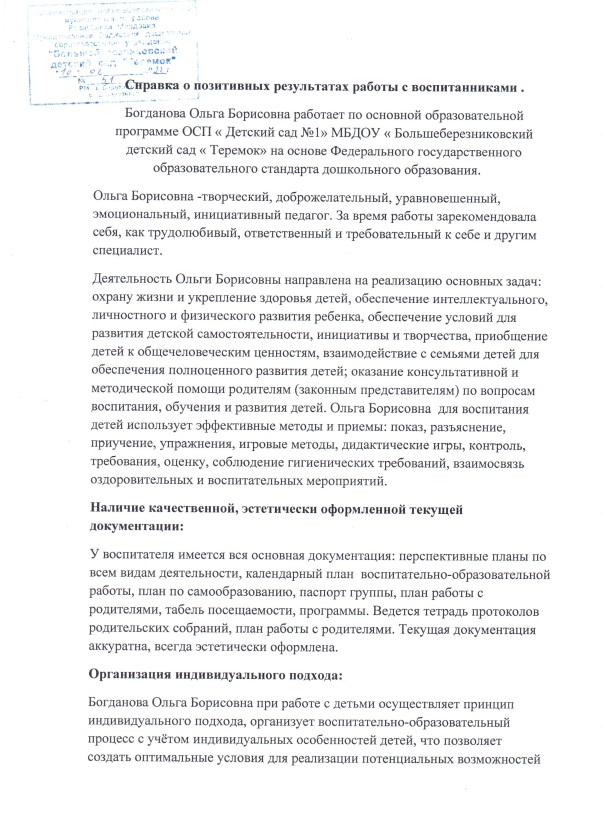 "Большеберезниковский
детский сад "Теремок"
Справка о позитивных результатах работы с воспитанниками .
Богданова Ольга Борисовна работает по основной образовательной
программе ОСП « Детский сад №1» МБДОУ « Большеберезниковский
детский сад « Теремок» на основе Федерального государственного
образовательного стандарта дошкольного образования.
Ольга Борисовна -творческий, доброжелательный, уравновешенный,
эмоциональный, инициативный педагог. За время работы зарекомендовала
себя, как трудолюбивый, ответственный и требовательный к себе и другим
специалист.
Деятельность Ольги Борисовны направлена на реализацию основных задач:
охрану жизни и укрепление здоровья детей, обеспечение интеллектуального,
личностного и физического развития ребенка, обеспечение условий для
развития детской самостоятельности, инициативы и творчества, приобщение
детей к общечеловеческим ценностям, взаимодействие с семьями детей для
обеспечения полноценного развития детей; оказание консультативной и
методической помощи родителям (законным представителям) по вопросам
воспитания, обучения и развития детей. Ольга Борисовна  для воспитания
детей использует эффективные методы и приемы: показ, разъяснение,
приучение, упражнения, игровые методы, дидактические игры, контроль,
требования, оценку, соблюдение гигиенических требований, взаимосвязь
оздоровительных и воспитательных мероприятий.
Наличие качественной, эстетически оформленной текущей
документации:
У воспитателя имеется вся основная документация: перспективные планы по
всем видам деятельности, календарный план  воспитательно-образовательной
работы, план по самообразованию, паспорт группы, план работы с
родителями, табель посещаемости, программы. Ведется тетрадь протоколов
родительских собраний, план работы с родителями. Текущая документация
аккуратна, всегда эстетически оформлена.
Организация индивидуального подхода:
Богданова Ольга Борисовна при работе с детьми осуществляет принцип
индивидуального подхода, организует воспитательно-образовательный
процесс с учётом индивидуальных особенностей детей, что позволяет
создать оптимальные условия для реализации потенциальных возможностей